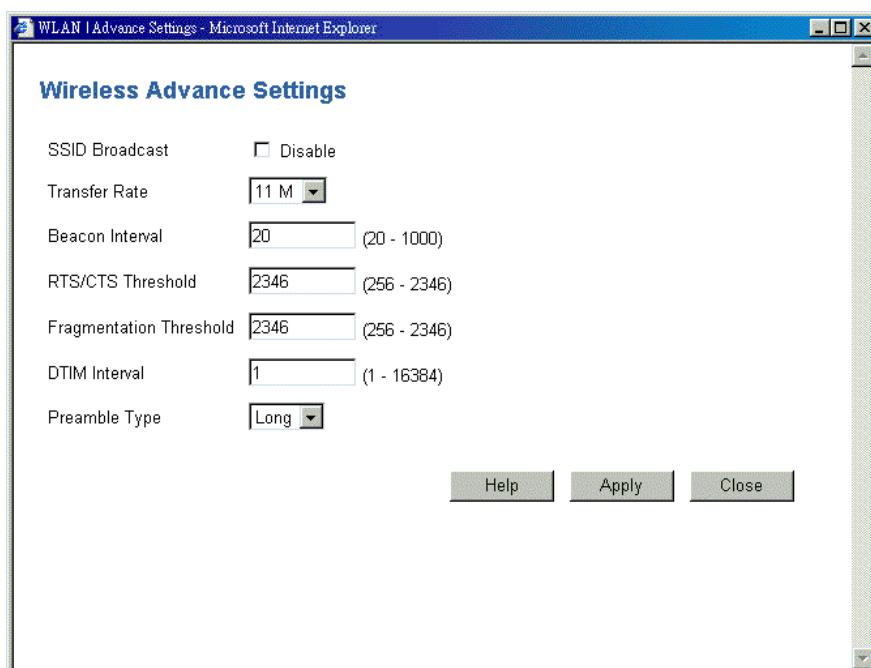 WLAN | Advance Settings - Microsoft Internet Explorer
Wireless Advance Settings
SSID Broadcast Disable
Transfer Rate 11 M
Beacon Interval 20 (20 - 1000)
RTS/CTS Threshold 2346 (256 - 2346)
Fragmentation Threshold 2346 (256 - 2346)
DTIM Interval 1 (1 - 16384)
Preamble Type Long
Help Apply Close